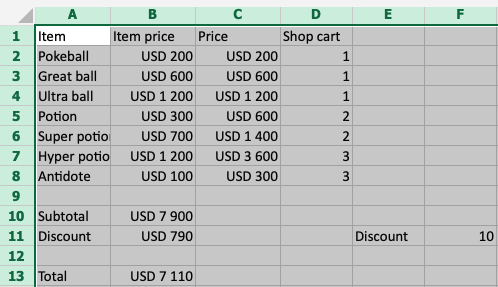 A B C D E F
1 Item Item price Price Shop cart
2 Pokeball USD 200 USD 200 1
3 Great ball USD 600 USD 600 1
4 Ultra ball USD 1 200 USD 1 200 1
5 Potion USD 300 USD 600 2
6 Super potio USD 700 USD 1 400 2
7 Hyper potio USD 1 200 USD 3 600 3
8 Antidote USD 100 USD 300 3
9
10 Subtotal USD 7 900
11 Discount USD 790 Discount 10
12
13 Total USD 7 110